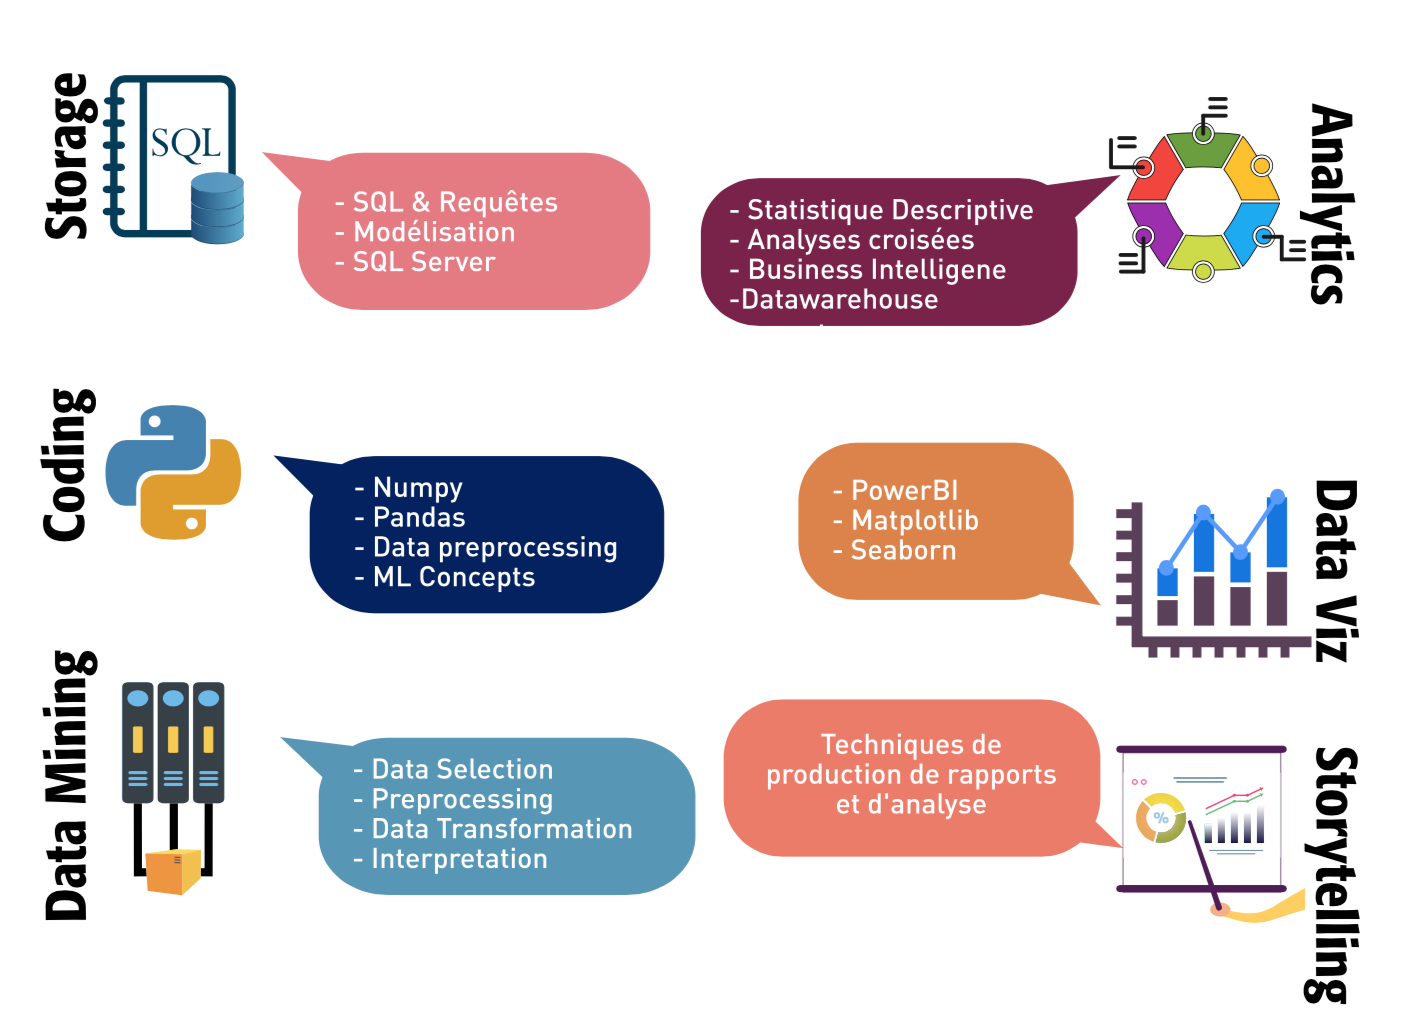 Storage
SQL
- SQL & Requêtes
- Modélisation
- SQL Server
- Statistique Descriptive
- Analyses croisées
- Business Intelligene
-Datawarehouse
Analytics
Coding
- Numpy
- Pandas
- Data preprocessing
- ML Concepts
- PowerBI
- Matplotlib
- Seaborn
Data Viz
Data Mining
- Data Selection
- Preprocessing
- Data Transformation
- Interpretation
Techniques de
production de rapports
et d'analyse
%
Storytelling